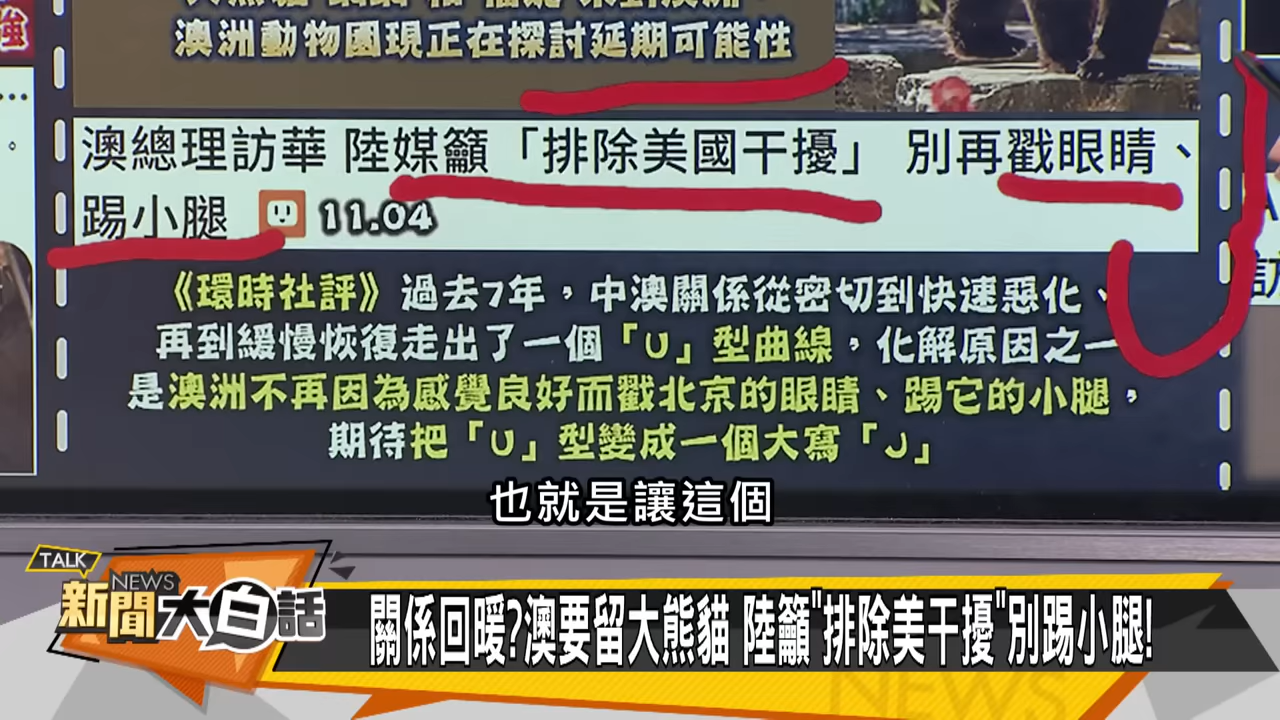 強
澳洲動物園現正在探討延期可能性
澳總理訪華 陸媒籲「排除美國干擾」 別再戳眼睛、
踢小腿 11.04
《環時社評》過去7年，中澳關係從密切到快速惡化、
再到緩慢恢復走出了一個「U」型曲線，化解原因之一
是澳洲不再因為感覺良好而戳北京的眼睛、踢它的小腿，
期待把「U」型變成一個大寫「J」
也就是讓這個
TALK
NEWS
新聞大白話
關係回暖?澳要留大熊貓 陸籲"排除美干擾"別踢小腿!
NEWS